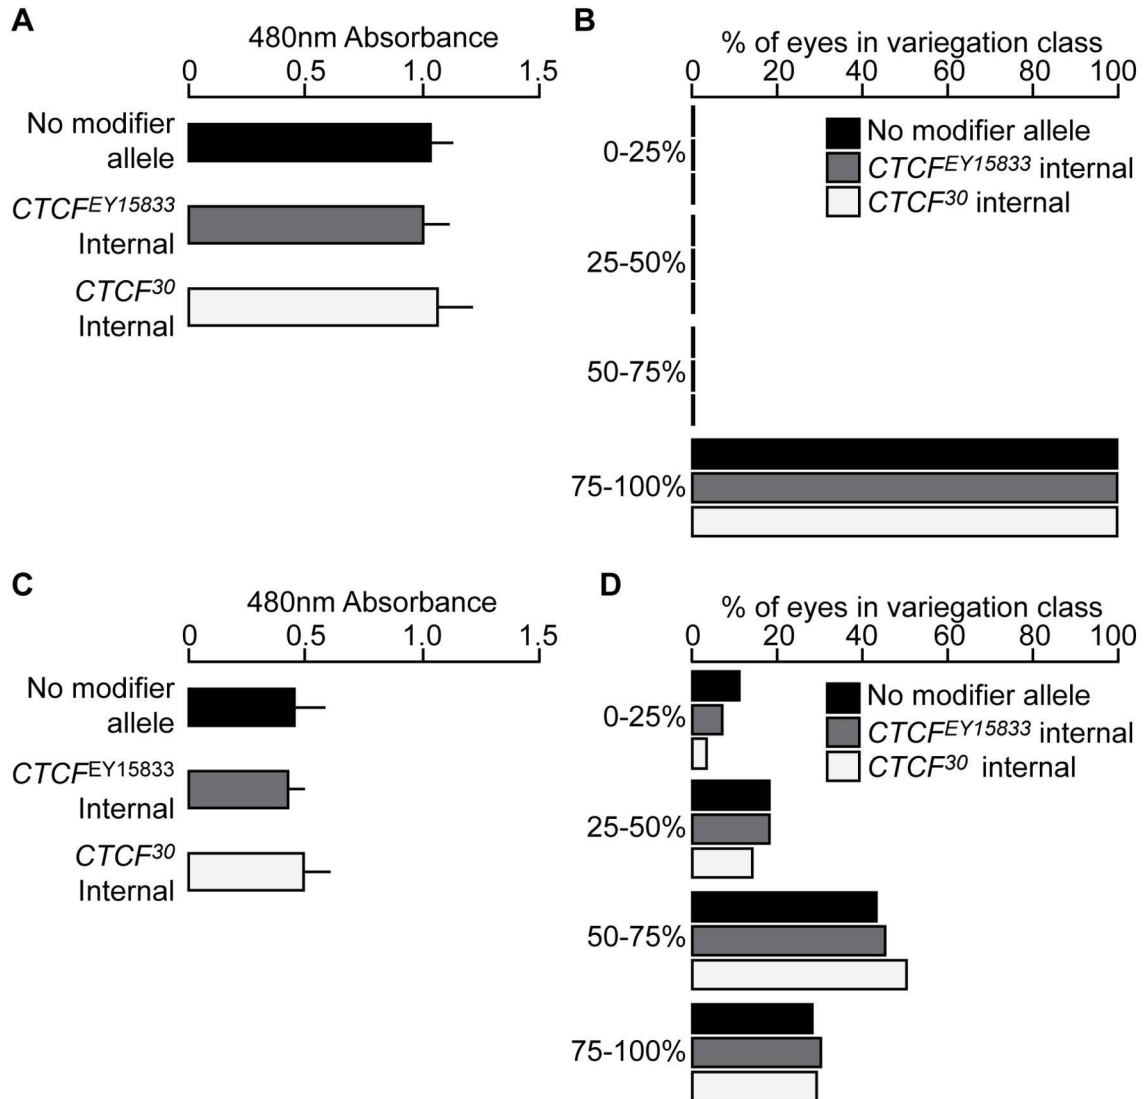 A
480nm Absorbance
0 0.5 1.0 1.5
No modifier
allele
CTCFEY15833
Internal
CTCF30
Internal
B
% of eyes in variegation class
0 20 40 60 80 100
No modifier allele
CTCFEY15833 internal
CTCF30 internal
0-25%
25-50%
50-75%
75-100%
C
480nm Absorbance
0 0.5 1.0 1.5
No modifier
allele
CTCFEY15833
Internal
CTCF30
Internal
D
% of eyes in variegation class
0 20 40 60 80 100
No modifier allele
CTCFEY15833 internal
CTCF30 internal
0-25%
25-50%
50-75%
75-100%